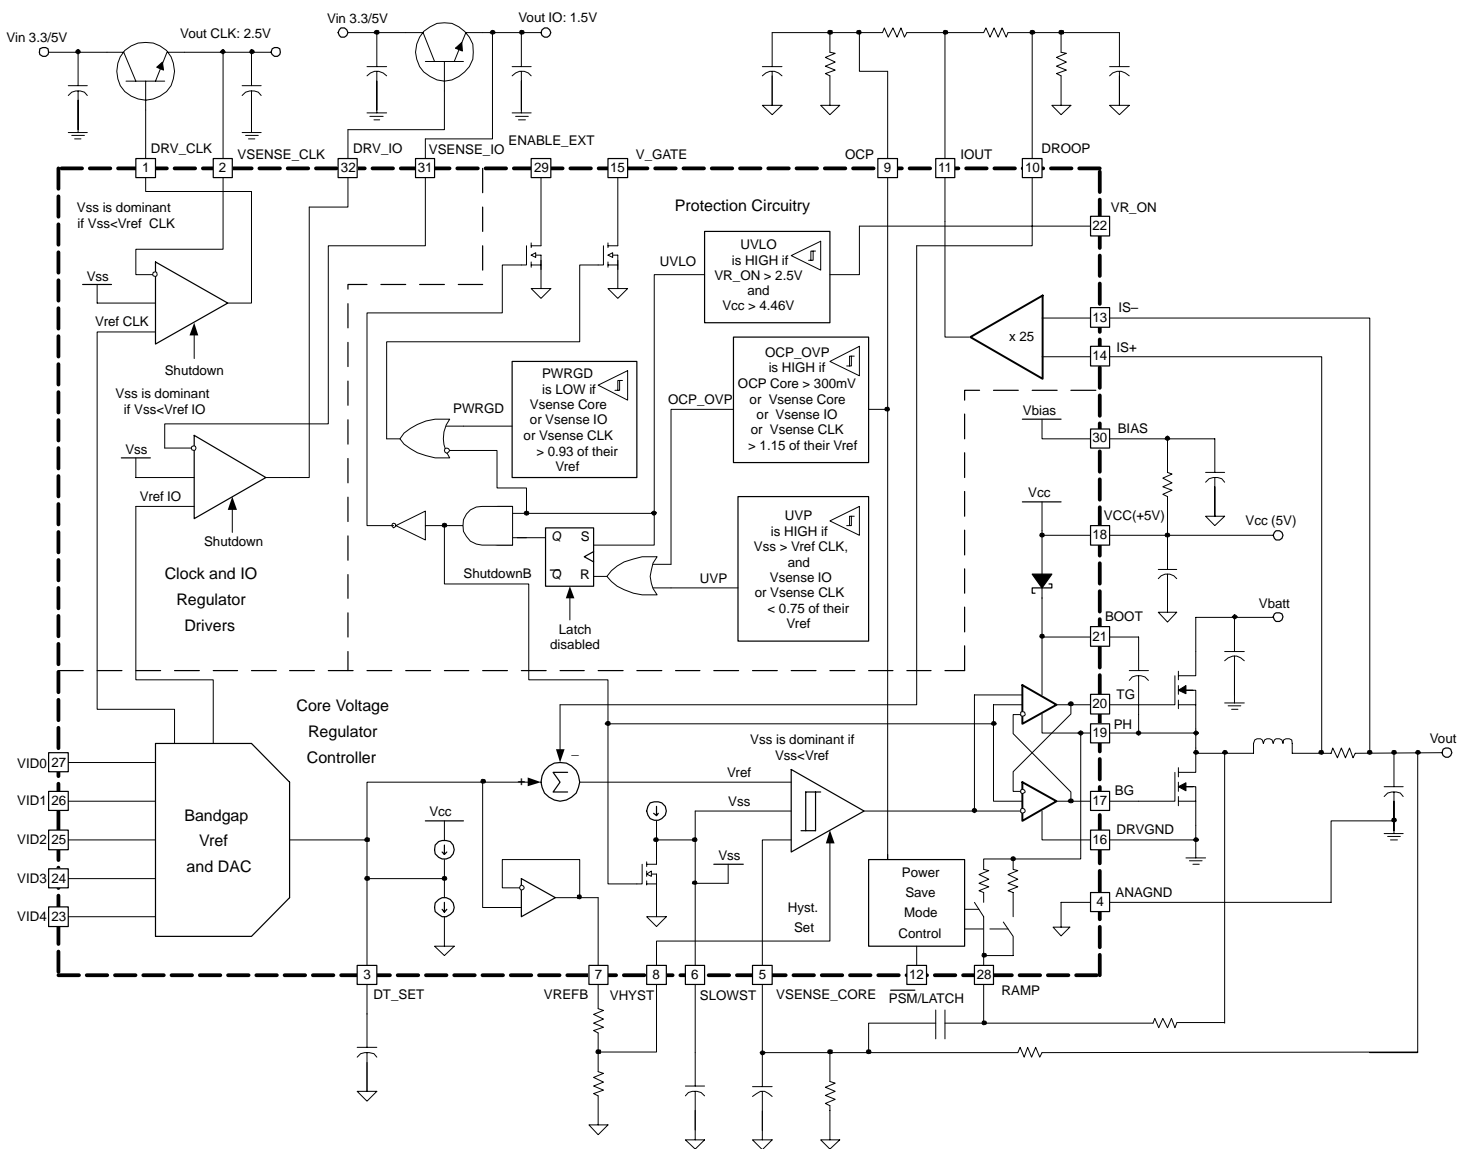 Vin 3.3/5V
Vout CLK: 2.5V
Vin 3.3/5V
Vout IO: 1.5V
DRV_CLK
VSENSE_CLK
DRV_IO
VSENSE_IO
ENABLE_EXT
V_GATE
OCP
IOUT
DROOP
1
2
32
31
29
15
9
11
10
Vss is dominant
if Vss<Vref CLK
Vss
Vref CLK
Shutdown
Vss is dominant
if Vss<Vref IO
Vss
Vref IO
Shutdown
Clock and IO
Regulator
Drivers
Protection Circuitry
UVLO
UVLO
is HIGH if
VR_ON > 2.5V
and
Vcc > 4.46V
VR_ON
22
PWRGD
PWRGD
is LOW if
Vsense Core
or Vsense IO
or Vsense CLK
> 0.93 of their
Vref
OCP_OVP
OCP_OVP
is HIGH if
OCP Core > 300mV
or Vsense Core
or Vsense IO
or Vsense CLK
> 1.15 of their Vref
x 25
IS–
13
IS+
14
Vbias
30
BIAS
Vcc
VCC(+5V)
18
Vcc (5V)
Q
S
Q
R
ShutdownB
Latch
disabled
UVP
UVP
is HIGH if
Vss > Vref CLK,
and
Vsense IO
or Vsense CLK
< 0.75 of their
Vref
BOOT
21
Vbatt
TG
20
PH
19
BG
17
DRVGND
16
ANAGND
4
Vout
Core Voltage
Regulator
Controller
VID0
27
VID1
26
VID2
25
VID3
24
VID4
23
Bandgap
Vref
and DAC
Vcc
+
Σ
–
Vref
Vss
Vss is dominant if
Vss<Vref
Vss
Hyst.
Set
Power
Save
Mode
Control
3
7
8
6
5
12
28
DT_SET
VREFB
VHYST
SLOWST
VSENSE_CORE
PSM/LATCH
RAMP